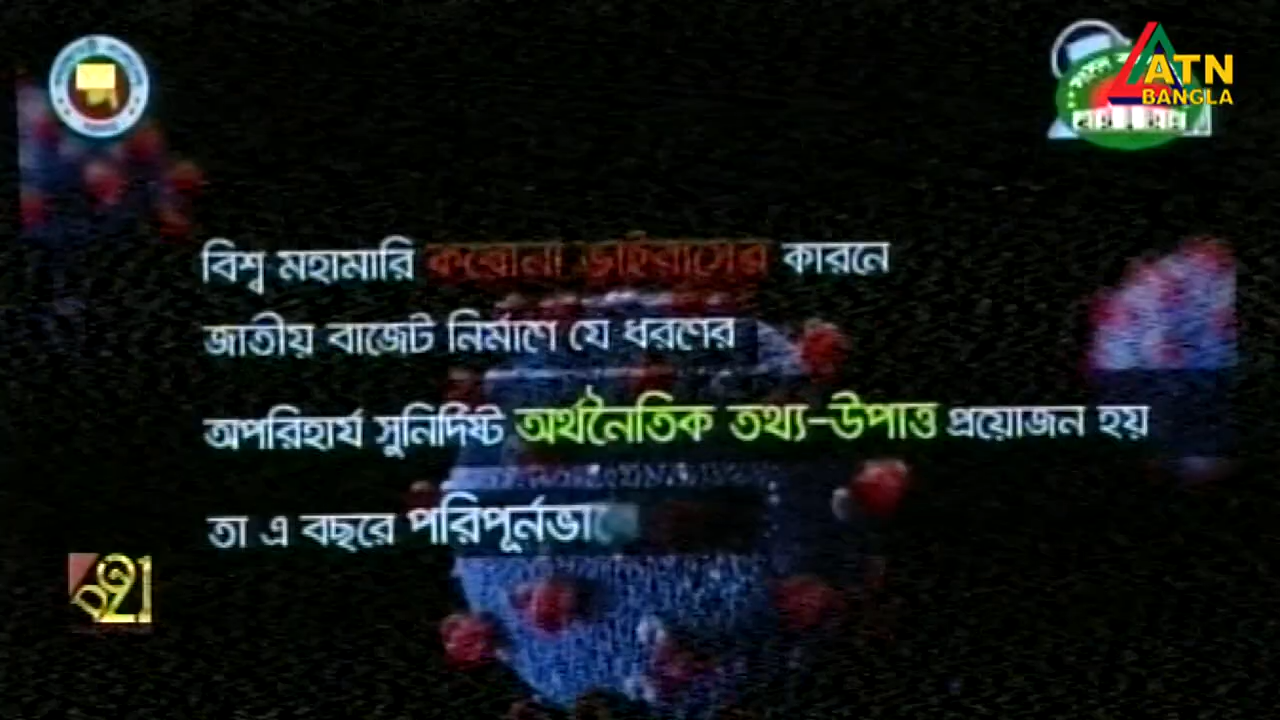 ATN
BANGLA
বিশ্ব মহামারি করোনা ভাইরাসের কারনে
জাতীয় বাজেট নির্মাণে যে ধরণের
অপরিহার্য সুনির্দিষ্ট অর্থনৈতিক তথ্য-উপাত্ত প্রয়োজন হয়
তা এ বছরে পরিপূর্নভা